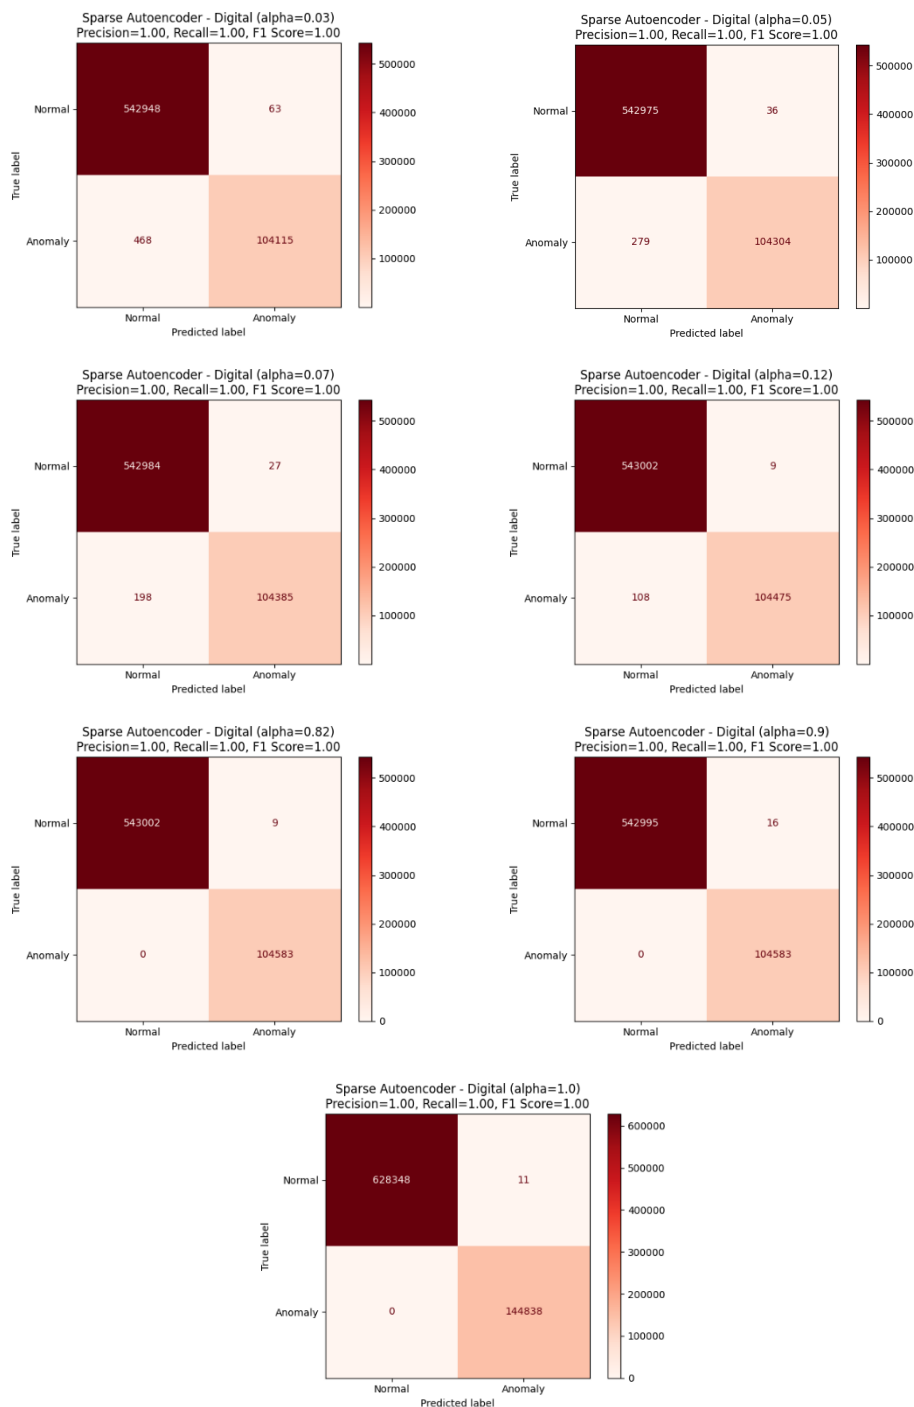 Sparse Autoencoder - Digital (alpha=0.03)
Precision=1.00, Recall=1.00, F1 Score=1.00
Normal
Anomaly
True label
542948
63
468
104115
Normal
Anomaly
Predicted label
500000
400000
300000
200000
100000
Sparse Autoencoder - Digital (alpha=0.05)
Precision=1.00, Recall=1.00, F1 Score=1.00
Normal
Anomaly
True label
542975
36
279
104304
Normal
Anomaly
Predicted label
500000
400000
300000
200000
100000
Sparse Autoencoder - Digital (alpha=0.07)
Precision=1.00, Recall=1.00, F1 Score=1.00
Normal
Anomaly
True label
542984
27
198
104385
Normal
Anomaly
Predicted label
500000
400000
300000
200000
100000
Sparse Autoencoder - Digital (alpha=0.12)
Precision=1.00, Recall=1.00, F1 Score=1.00
Normal
Anomaly
True label
543002
9
108
104475
Normal
Anomaly
Predicted label
500000
400000
300000
200000
100000
Sparse Autoencoder - Digital (alpha=0.82)
Precision=1.00, Recall=1.00, F1 Score=1.00
Normal
Anomaly
True label
543002
9
0
104583
Normal
Anomaly
Predicted label
500000
400000
300000
200000
100000
0
Sparse Autoencoder - Digital (alpha=0.9)
Precision=1.00, Recall=1.00, F1 Score=1.00
Normal
Anomaly
True label
542995
16
0
104583
Normal
Anomaly
Predicted label
500000
400000
300000
200000
100000
0
Sparse Autoencoder - Digital (alpha=1.0)
Precision=1.00, Recall=1.00, F1 Score=1.00
Normal
Anomaly
True label
628348
11
0
144838
Normal
Anomaly
Predicted label
600000
500000
400000
300000
200000
100000
0